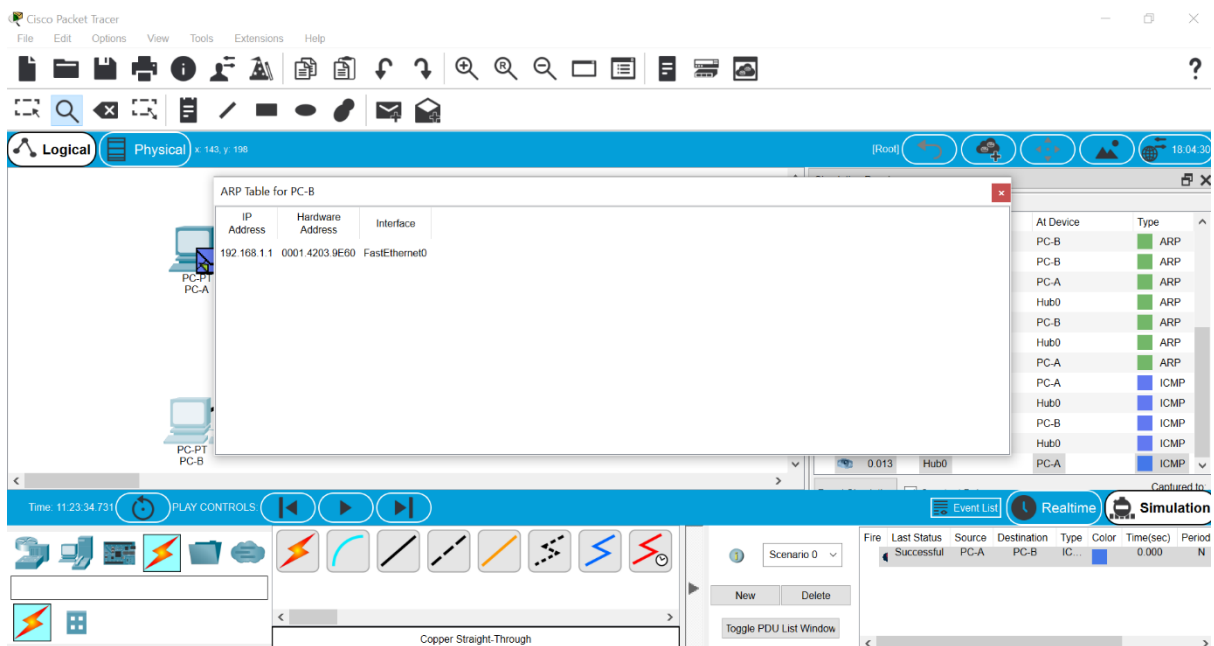 Cisco Packet Tracer
File Edit Options View Tools Extensions Help
Logical Physical x: 143, y: 198 [Root] 18:04:30
ARP Table for PC-B
IP Address Hardware Address Interface
192.168.1.1 0001.4203.9E60 FastEthernet0
PC-PT
PC-A
PC-PT
PC-B
At Device Type
PC-B ARP
PC-B ARP
PC-A ARP
Hub0 ARP
PC-B ARP
Hub0 ARP
PC-A ARP
PC-A ICMP
Hub0 ICMP
PC-B ICMP
Hub0 ICMP
0.013 Hub0 PC-A ICMP
Captured to:
Time: 11:23:34.731 PLAY CONTROLS: Event List Realtime Simulation
Scenario 0
New Delete
Toggle PDU List Window
Fire Last Status Source Destination Type Color Time(sec) Period
Successful PC-A PC-B IC... 0.000 N
Copper Straight-Through